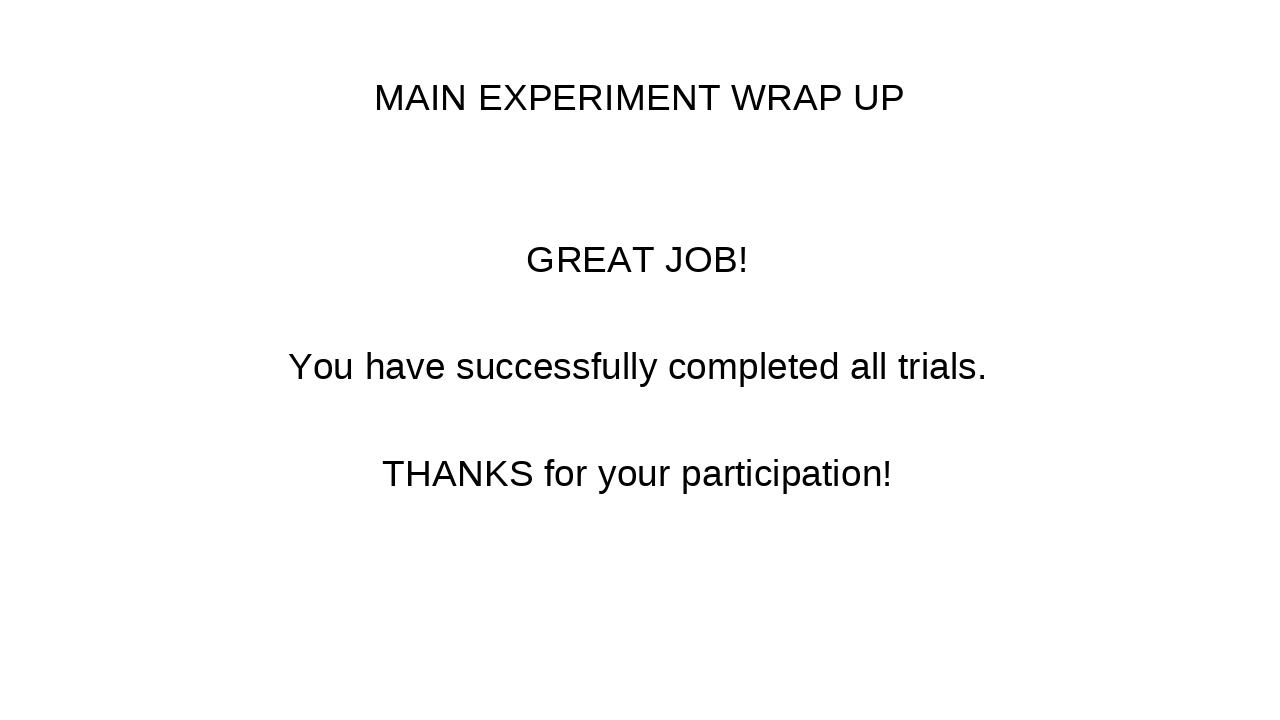 MAIN EXPERIMENT WRAP UP
GREAT JOB!
You have successfully completed all trials.
THANKS for your participation!